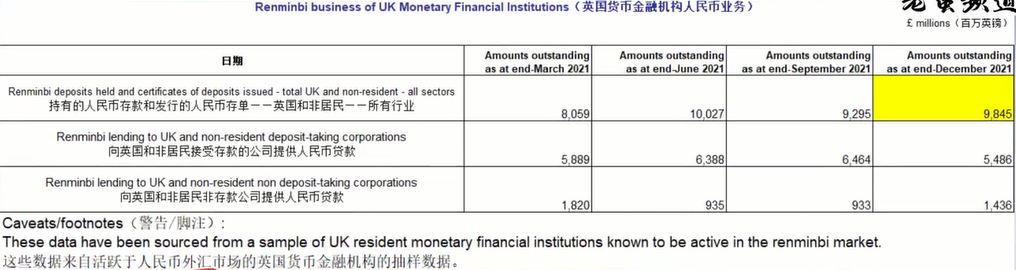 Renminbi business of UK Monetary Financial Institutions（英国货币金融机构人民币业务）
£ millions（百万英镑）
日期
Amounts outstanding as at end-March 2021
Amounts outstanding as at end-June 2021
Amounts outstanding as at end-September 2021
Amounts outstanding as at end-December 2021
Renminbi deposits held and certificates of deposits issued - total UK and non-resident - all sectors
持有的人民币存款和发行的人民币存单——英国和非居民——所有行业
8,059 10,027 9,295 9,845
Renminbi lending to UK and non-resident deposit-taking corporations
向英国和非居民接受存款的公司提供人民币贷款
5,889 6,388 6,464 5,486
Renminbi lending to UK and non-resident non deposit-taking corporations
向英国和非居民非存款公司提供人民币贷款
1,820 935 933 1,436
Caveats/footnotes（警告/脚注）:
These data have been sourced from a sample of UK resident monetary financial institutions known to be active in the renminbi market.
这些数据来自活跃于人民币外汇市场的英国货币金融机构的抽样数据。